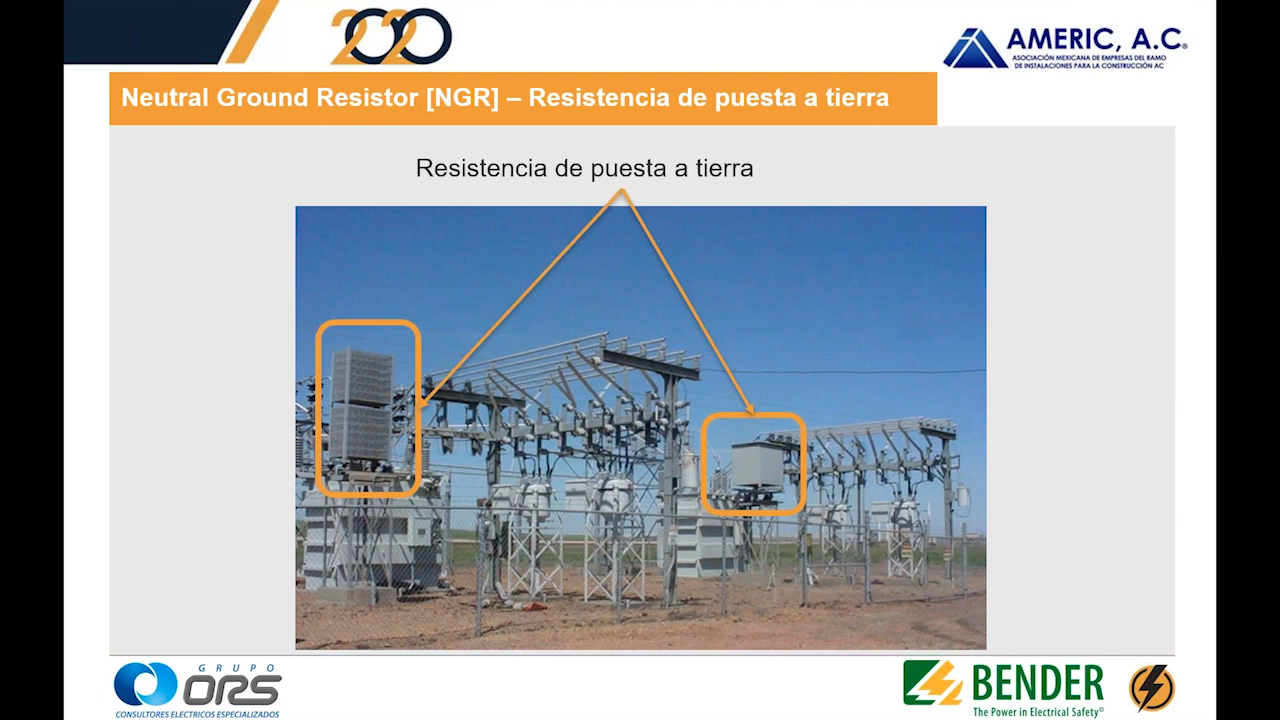 2020
AMERIC, A.C.®
ASOCIACIÓN MEXICANA DE EMPRESAS DEL RAMO
DE INSTALACIONES PARA LA CONSTRUCCIÓN AC
Neutral Ground Resistor [NGR] – Resistencia de puesta a tierra
Resistencia de puesta a tierra
GRUPO
ORS
CONSULTORES ELECTRICOS ESPECIALIZADOS
BENDER
The Power in Electrical Safety©